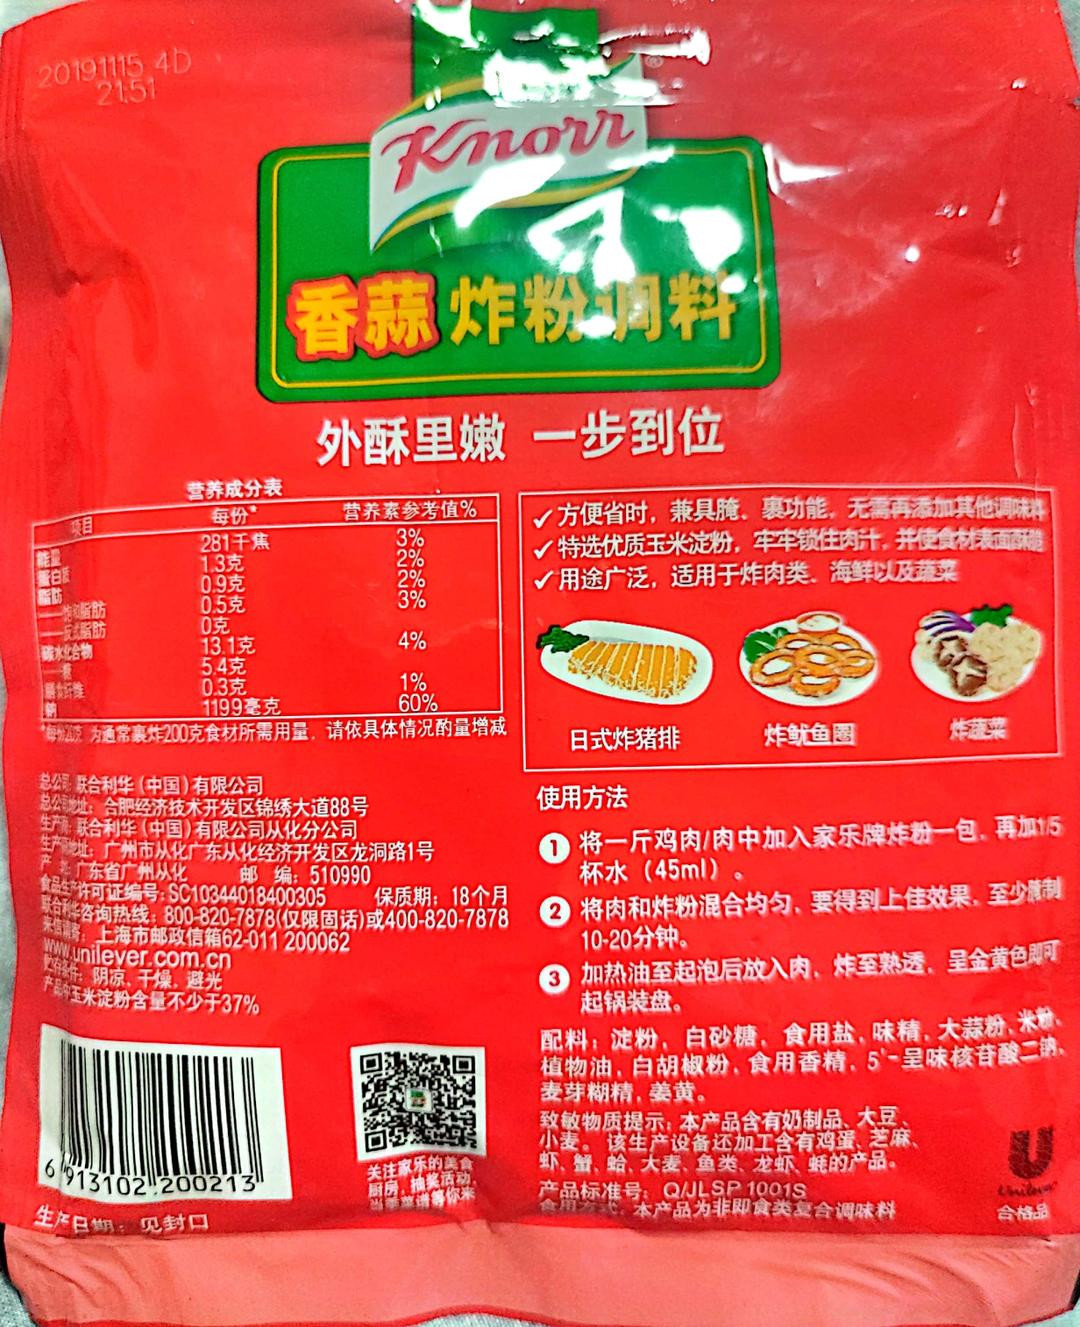 20191115 4D
21:51
Knorr
®
香蒜炸粉调料
外酥里嫩 一步到位
营养成分表
项目 每份* 营养素参考值%
能量 281千焦 3%
蛋白质 1.3克 2%
脂肪 0.9克 2%
——饱和脂肪 0.5克 3%
——反式脂肪 0克
碳水化合物 13.1克 4%
——糖 5.4克
膳食纤维 0.3克 1%
钠 1199毫克 60%
为通常裹炸200克食材所需用量,请依具体情况酌量增减
✓方便省时,兼具腌、裹功能,无需再添加其他调味料
✓特选优质玉米淀粉,牢牢锁住肉汁,并使食材表面酥脆
✓用途广泛,适用于炸肉类、海鲜以及蔬菜
日式炸猪排 炸鱿鱼圈 炸蔬菜
总公司:联合利华(中国)有限公司
总公司地址:合肥经济技术开发区锦绣大道88号
生产商:联合利华(中国)有限公司从化分公司
生产地址:广州市从化广东从化经济开发区龙洞路1号
产地:广东省广州从化 邮编:510990
食品生产许可证编号:SC10344018400305 保质期:18个月
联合利华咨询热线:800-820-7878(仅限固话)或400-820-7878
来信请寄:上海市邮政信箱62-011 200062
www.unilever.com.cn
贮存条件:阴凉、干燥、避光
产品中玉米淀粉含量不少于37%
使用方法
1 将一斤鸡肉/肉中加入家乐牌炸粉一包,再加1/5
杯水(45ml)。
2 将肉和炸粉混合均匀,要得到上佳效果,至少腌制
10-20分钟。
3 加热油至起泡后放入肉,炸至熟透,呈金黄色即可
起锅装盘。
配料:淀粉、白砂糖、食用盐、味精、大蒜粉、米粉、
植物油、白胡椒粉、食用香精、5'-呈味核苷酸二钠、
麦芽糊精、姜黄。
致敏物质提示:本产品含有奶制品、大豆、
小麦。该生产设备还加工含有鸡蛋、芝麻、
虾、蟹、蛤、大麦、鱼类、龙虾、蚝的产品。
产品标准号:Q/JLSP 1001S
食用方式:本产品为非即食类复合调味料
6 913102 200213
关注家乐的美食
厨房,抽奖活动,
当季菜谱等你来
生产日期:见封口
Unilever
合格品